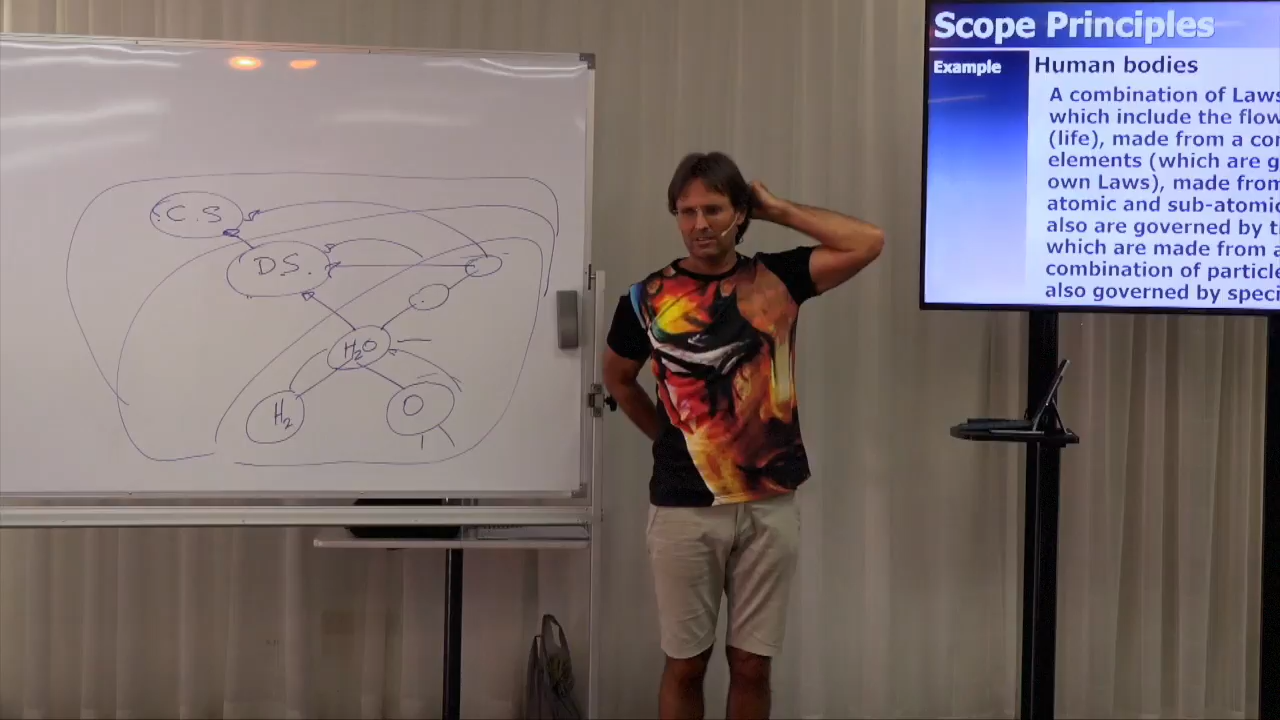 C.S
D.S.
H₂O
H₂
O
Scope Principles
Example
Human bodies
A combination of Laws
which include the flow
(life), made from a co
elements (which are g
own Laws), made from
atomic and sub-atomic
also are governed by t
which are made from a
combination of particle
also governed by speci